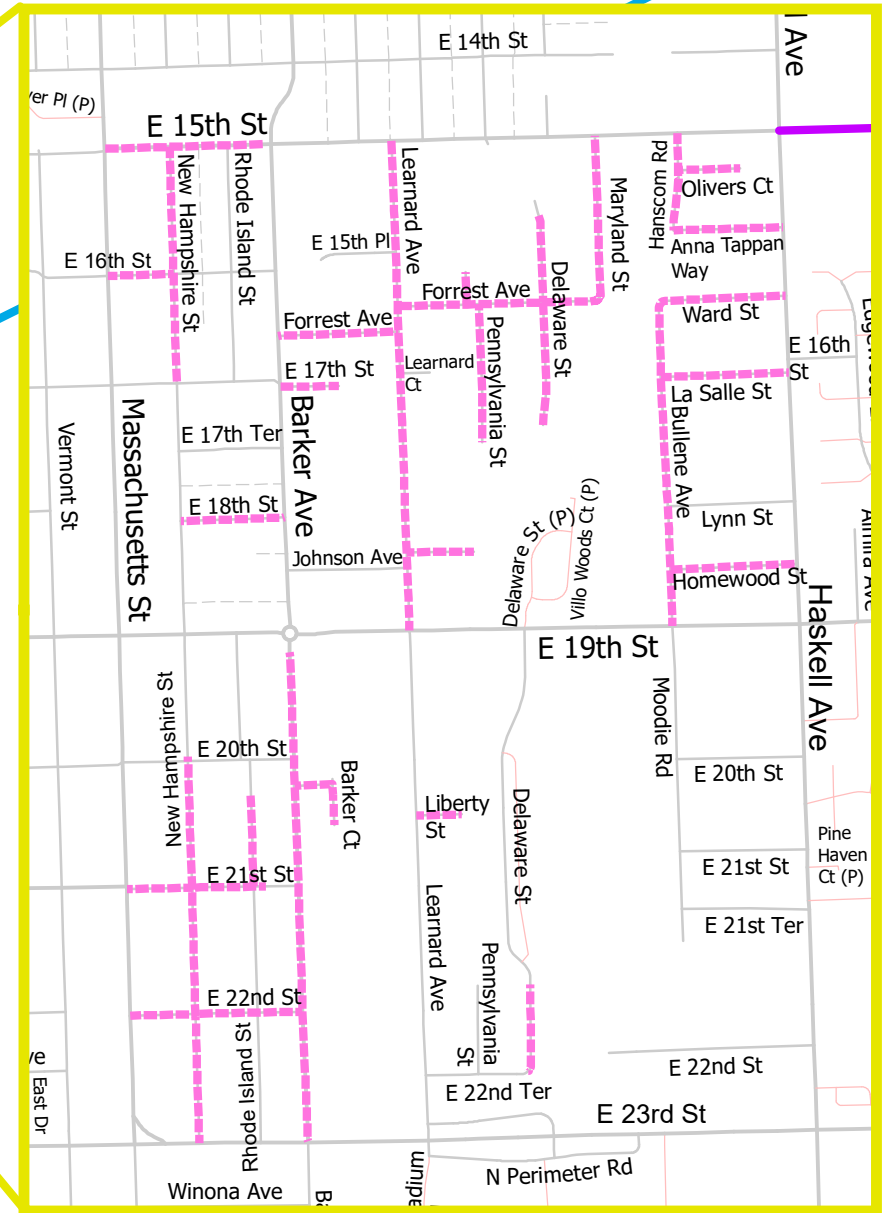 E 14th St
l Ave
ver Pl (P)
E 15th St
New Hampshire St
Rhode Island St
Learnard Ave
Maryland St
Hanscom Rd
Olivers Ct
E 15th Pl
E 16th St
Anna Tappan
Way
Delaware St
Forrest Ave
Forrest Ave
Ward St
Pennsylvania St
E 16th
St
E 17th St
Learnard
Ct
La Salle St
Barker Ave
Massachusetts St
Vermont St
E 17th Ter
Bullene Ave
E 18th St
Lynn St
Delaware St (P)
Villo Woods Ct (P)
Almira Ave
Johnson Ave
Homewood St
Haskell Ave
E 19th St
New Hampshire St
Moodie Rd
E 20th St
Barker Ct
E 20th St
Liberty
St
Delaware St
Pine
Haven
Ct (P)
E 21st St
E 21st St
Learnard Ave
E 21st Ter
Pennsylvania
St
E 22nd St
Rhode Island St
ve
East Dr
E 22nd St
E 22nd Ter
E 23rd St
N Perimeter Rd
Winona Ave